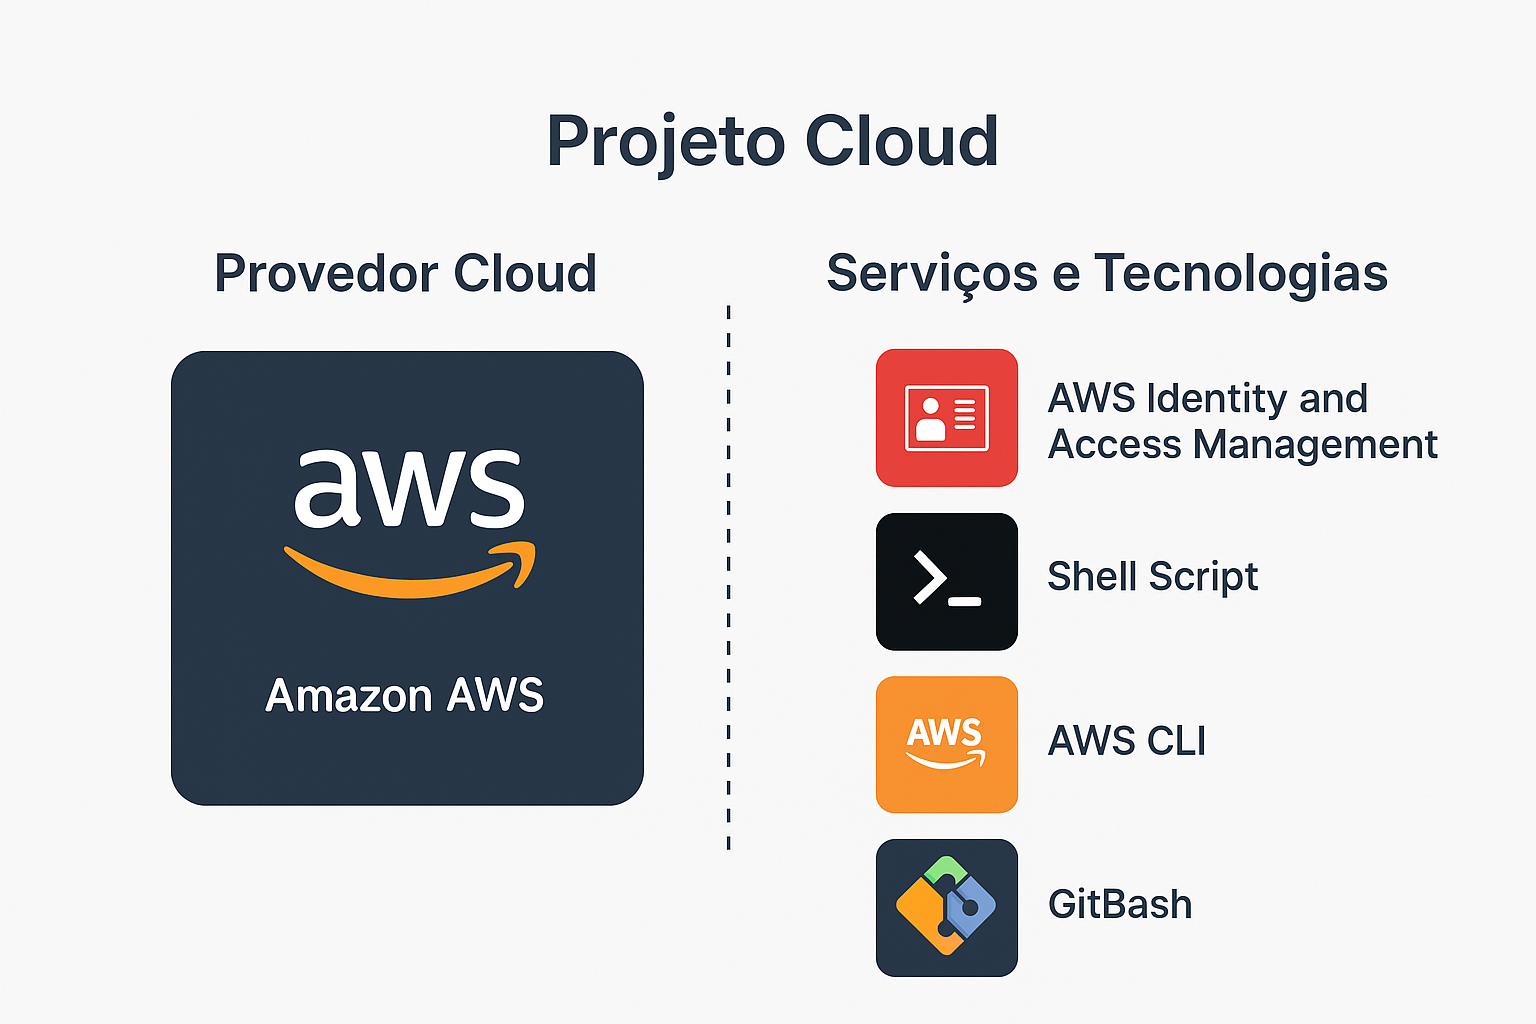 Projeto Cloud
Provedor Cloud
aws
Amazon AWS
Serviços e Tecnologias
AWS Identity and
Access Management
Shell Script
AWS
AWS CLI
GitBash